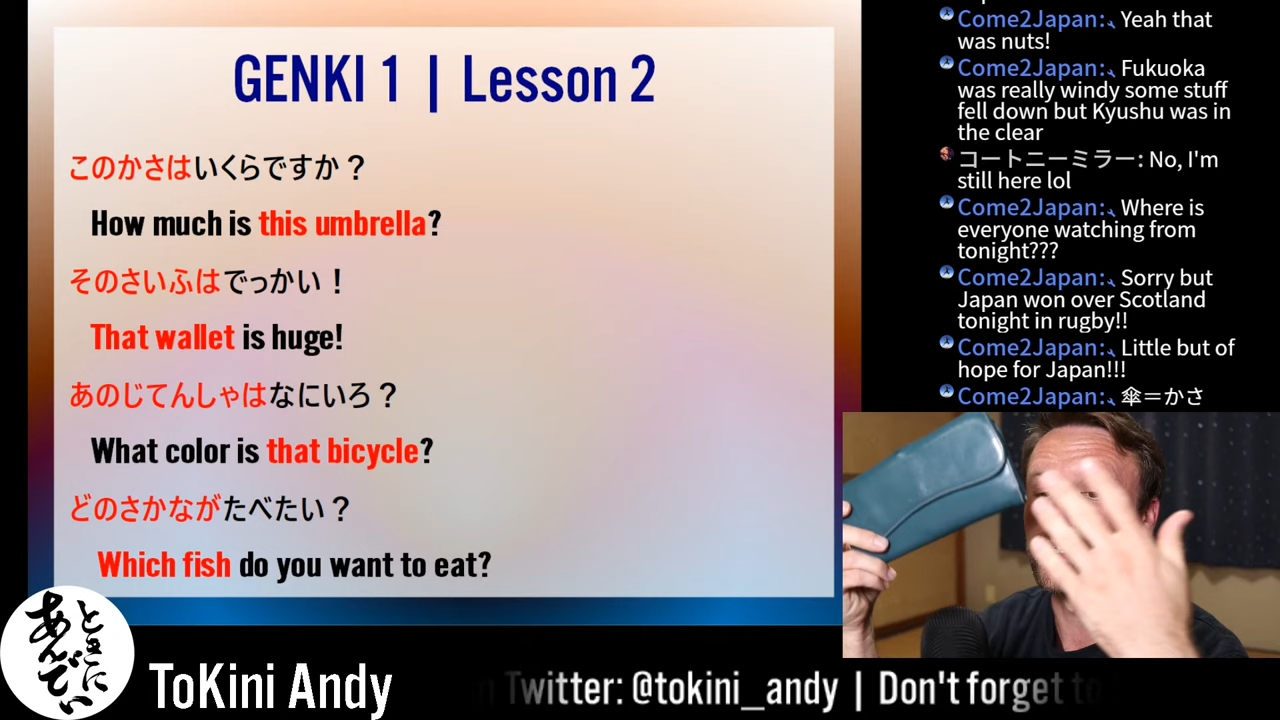 GENKI 1 | Lesson 2
このかさはいくらですか？
How much is this umbrella?
そのさいふはでっかい！
That wallet is huge!
あのじてんしゃはなにいろ？
What color is that bicycle?
どのさかながたべたい？
Which fish do you want to eat?
Come2Japan:、Yeah that
was nuts!
Come2Japan:、Fukuoka
was really windy some stuff
fell down but Kyushu was in
the clear
コートニーミラー: No, I'm
still here lol
Come2Japan:、Where is
everyone watching from
tonight???
Come2Japan:、Sorry but
Japan won over Scotland
tonight in rugby!!
Come2Japan:、Little but of
hope for Japan!!!
Come2Japan:、傘＝かさ
ときに
あんでい
ToKini Andy
Twitter: @tokini_andy | Don't forget to